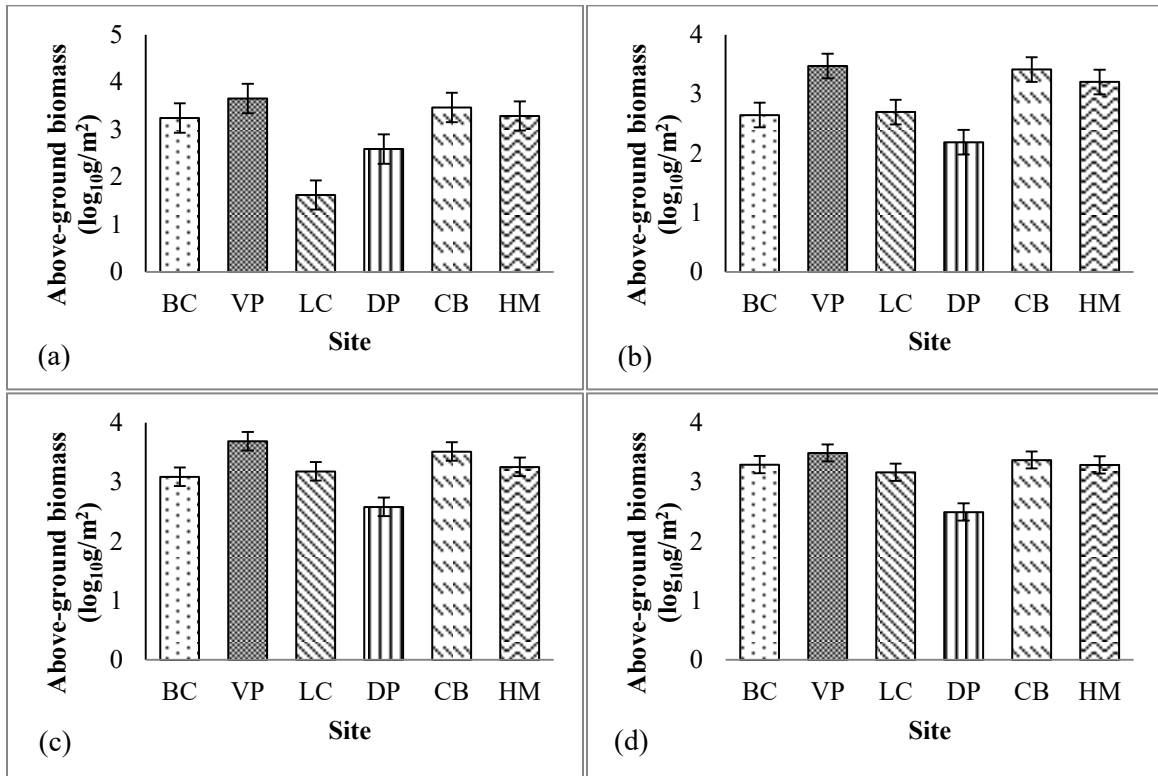 Above-ground biomass
(log₁₀g/m²)
5
4
3
2
1
0
BC VP LC DP CB HM
Site
(a)
Above-ground biomass
(log₁₀g/m²)
4
3
2
1
0
BC VP LC DP CB HM
Site
(b)
Above-ground biomass
(log₁₀g/m²)
4
3
2
1
0
BC VP LC DP CB HM
Site
(c)
Above-ground biomass
(log₁₀g/m²)
4
3
2
1
0
BC VP LC DP CB HM
Site
(d)